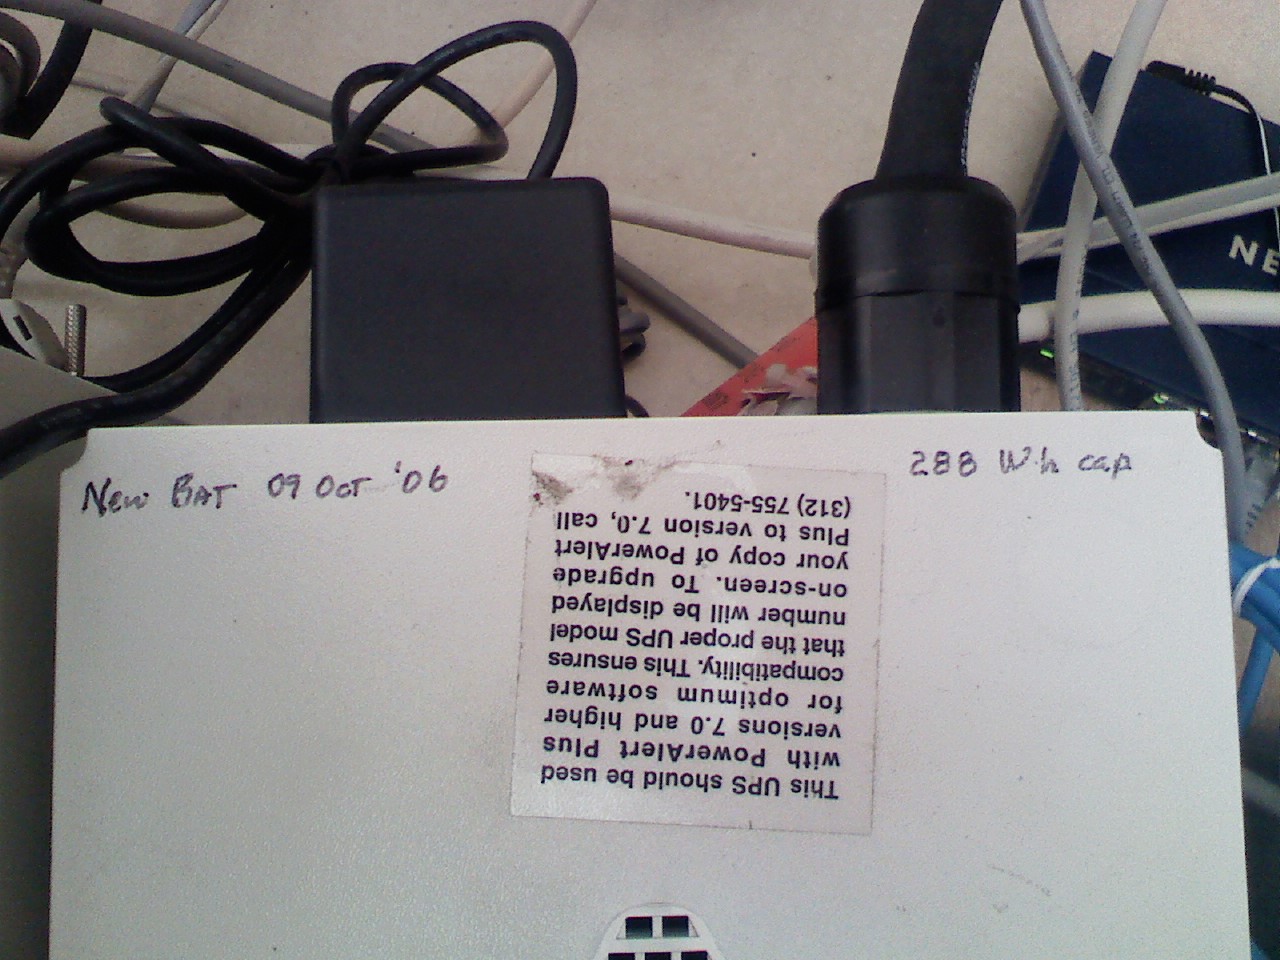 New BAT 09 OCT '06
288 W·h cap
This UPS should be used
with PowerAlert Plus
versions 7.0 and higher
for optimum software
compatibility. This ensures
that the proper UPS model
number will be displayed
on-screen. To upgrade
your copy of PowerAlert
Plus to version 7.0, call
(312) 755-5401.
NE